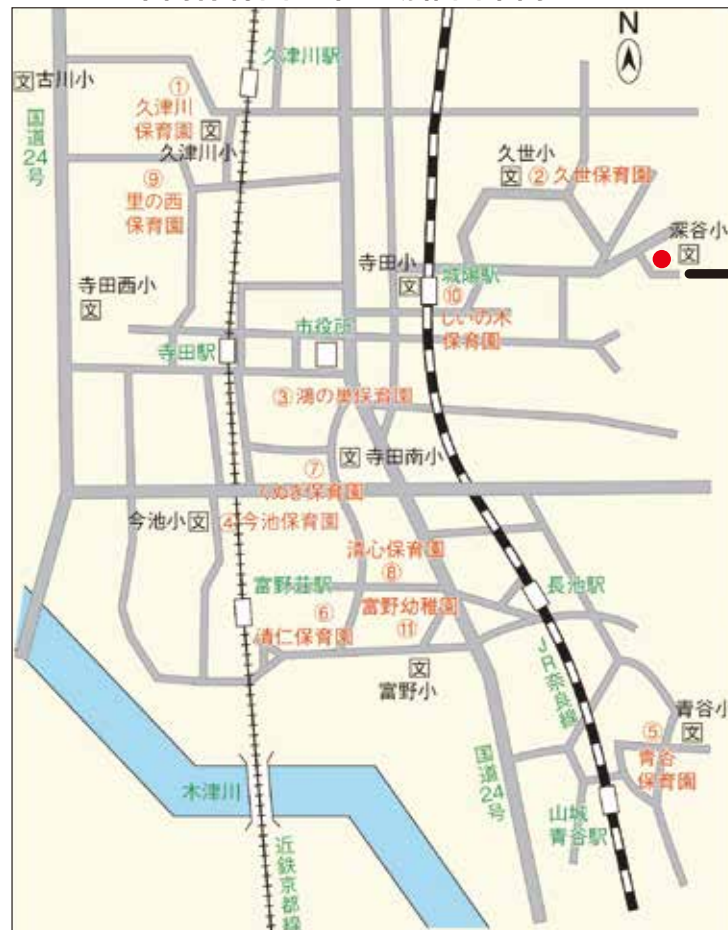 N
久津川駅
文古川小
①
久津川
保育園
文
久津川小
国道24号
久世小
文
②久世保育園
⑨
里の西
保育園
深谷小
文
寺田小
文
城陽駅
⑩
しいの木
保育園
寺田西小
文
市役所
寺田駅
③鴻の巣保育園
文寺田南小
⑦
くぬぎ保育園
今池小文
④今池保育園
清心保育園
⑧
富野荘駅
長池駅
⑥
清仁保育園
富野幼稚園
⑪
文
富野小
JR奈良線
青谷小
文
⑤
青谷
保育園
国道24号
木津川
山城
青谷駅
近鉄京都線